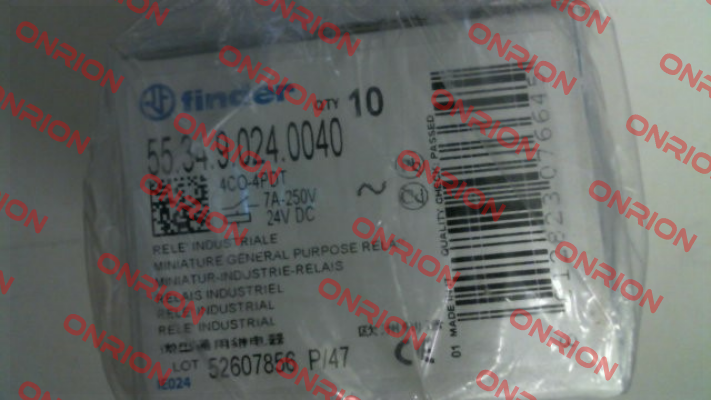 finder
QTY 10
55.34.9.024.0040
4CO-4PDT
7A-250V ~
24V DC
RELE' INDUSTRIALE
MINIATURE GENERAL PURPOSE RELAY
MINIATUR-INDUSTRIE-RELAIS
RELAIS INDUSTRIEL
RELE INDUSTRIAL
RELE INDUSTRIAL
LOT 52607856 P/47
IE024
QUALITY CHECK PASSED
01 MADE IN
CE
ONRION